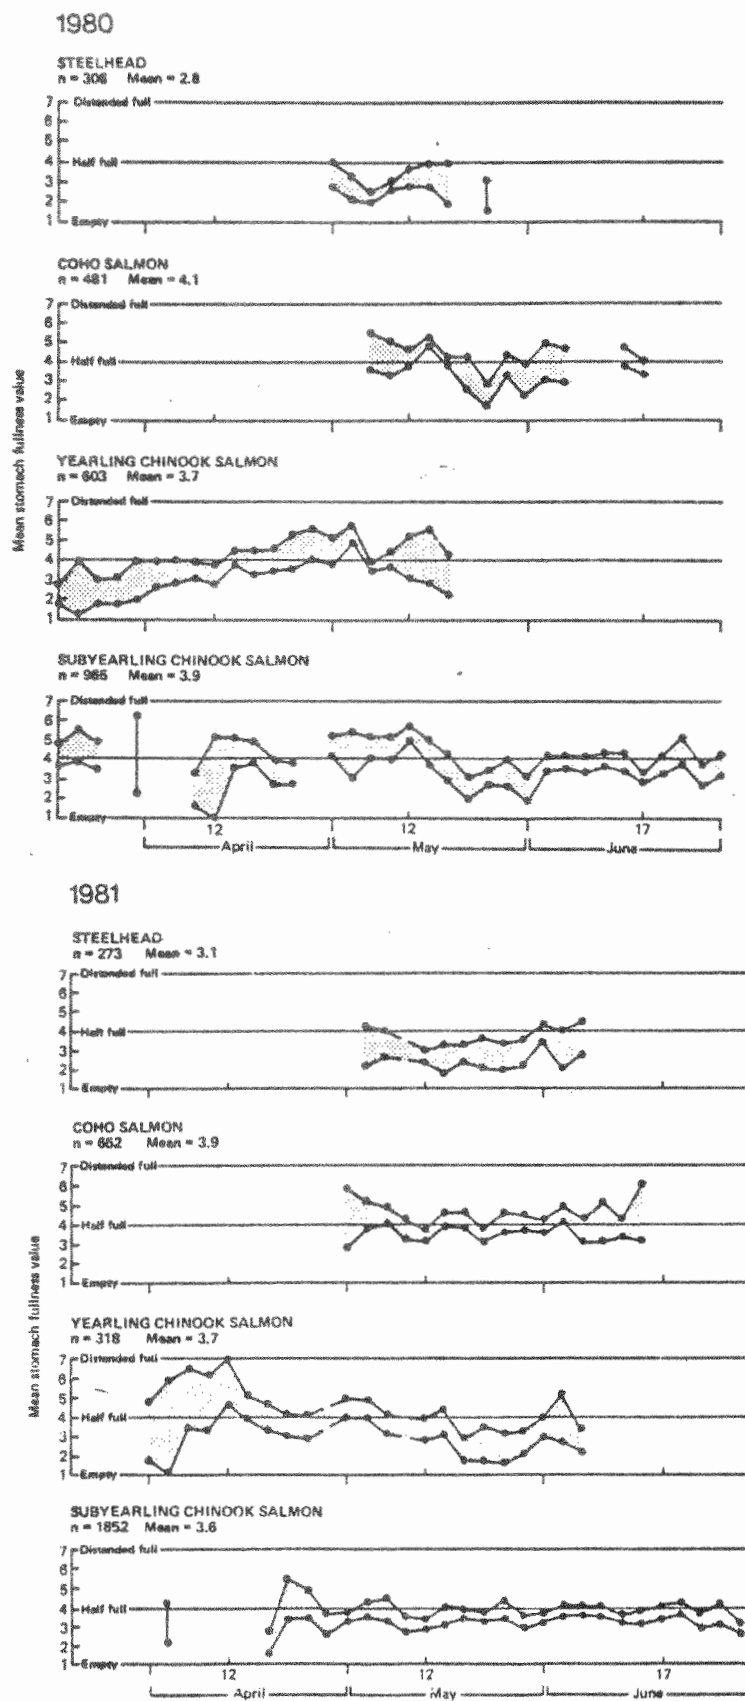 1980
STEELHEAD
n = 306 Mean = 2.8
7 Distended full
6
5
4 Half full
3
2
1 Empty
COHO SALMON
n = 481 Mean = 4.1
7 Distended full
6
5
4 Half full
3
2
1 Empty
Mean stomach fullness value
YEARLING CHINOOK SALMON
n = 603 Mean = 3.7
7 Distended full
6
5
4 Half full
3
2
1 Empty
SUBYEARLING CHINOOK SALMON
n = 966 Mean = 3.9
7 Distended full
6
5
4 Half full
3
2
1 Empty
12 12 17
April May June
1981
STEELHEAD
n = 273 Mean = 3.1
7 Distended full
6
5
4 Half full
3
2
1 Empty
COHO SALMON
n = 662 Mean = 3.9
7 Distended full
6
5
4 Half full
3
2
1 Empty
Mean stomach fullness value
YEARLING CHINOOK SALMON
n = 318 Mean = 3.7
7 Distended full
6
5
4 Half full
3
2
1 Empty
SUBYEARLING CHINOOK SALMON
n = 1852 Mean = 3.6
7 Distended full
6
5
4 Half full
3
2
1 Empty
12 12 17
April May June